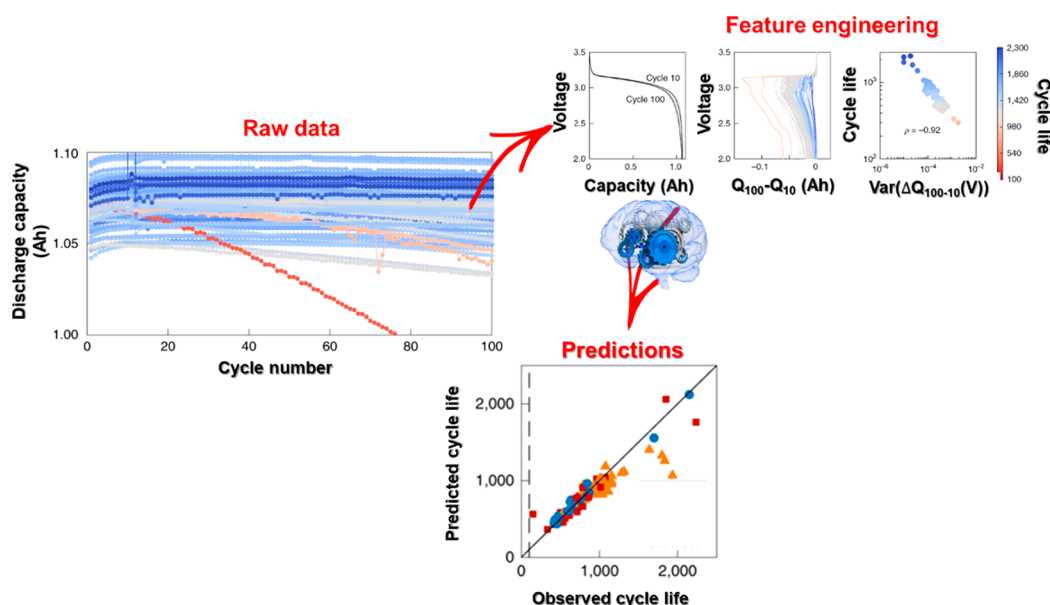 Feature engineering
Raw data
Discharge capacity
(Ah)
1.10
1.05
1.00
0
20
40
60
80
100
Cycle number
Voltage
3.5
3.0
2.5
2.0
Cycle 10
Cycle 100
0
1.0
Capacity (Ah)
Voltage
3.5
3.0
2.5
2.0
−0.1
0
Q100-Q10 (Ah)
Cycle life
10³
10²
ρ = −0.92
10⁻⁶
10⁻⁴
10⁻²
Var(ΔQ100-10(V))
2,300
1,860
1,420
980
540
100
Cycle life
Predictions
Predicted cycle life
2,000
1,000
0
0
1,000
2,000
Observed cycle life